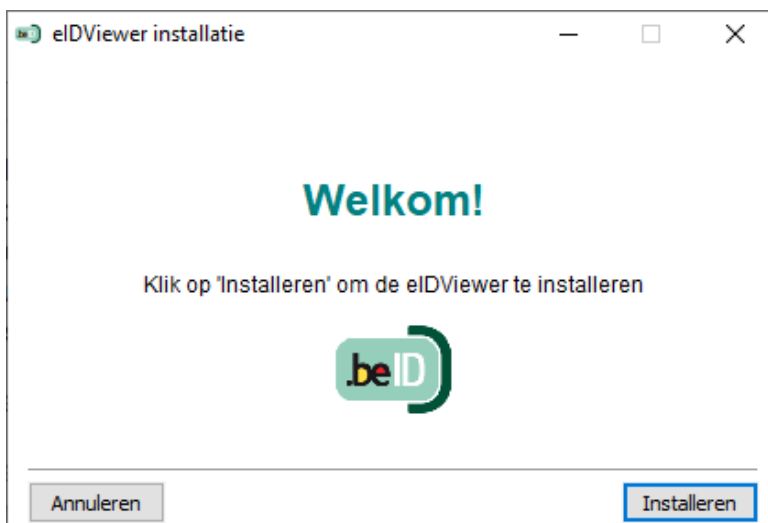 eIDViewer installatie
Welkom!
Klik op 'Installeren' om de eIDViewer te installeren
.beID
Annuleren
Installeren